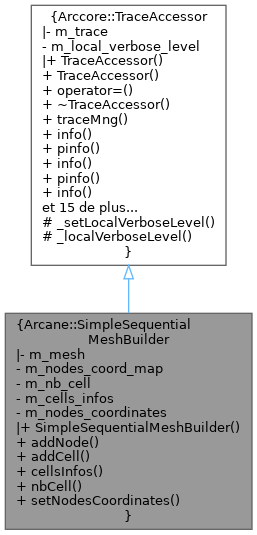 {Arccore::TraceAccessor
|- m_trace
- m_local_verbose_level
|+ TraceAccessor()
+ TraceAccessor()
+ operator=()
+ ~TraceAccessor()
+ traceMng()
+ info()
+ pinfo()
+ info()
+ pinfo()
+ info()
et 15 de plus...
# _setLocalVerboseLevel()
# _localVerboseLevel()
}
{Arcane::SimpleSequential
MeshBuilder
|- m_mesh
- m_nodes_coord_map
- m_nb_cell
- m_cells_infos
- m_nodes_coordinates
|+ SimpleSequentialMeshBuilder()
+ addNode()
+ addCell()
+ cellsInfos()
+ nbCell()
+ setNodesCoordinates()
}